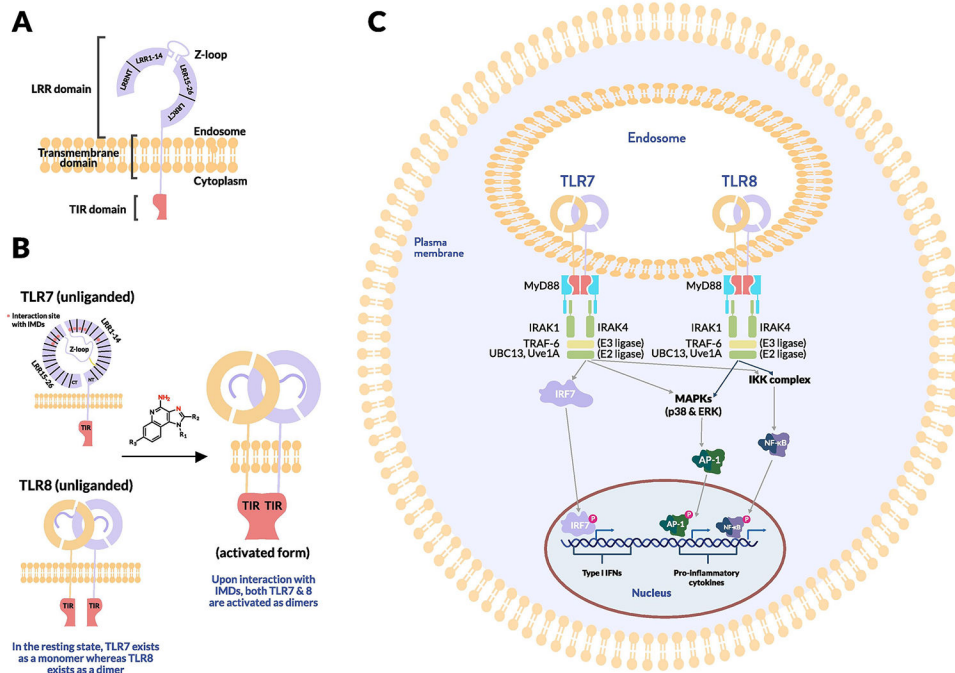 A
LRRNT
LRR1-14
Z-loop
LRR15-26
LRRCT
LRR domain
Endosome
Transmembrane
domain
Cytoplasm
TIR domain
B
TLR7 (unliganded)
Interaction site
with IMDs
LRR1-14
Z-loop
LRR15-26
CT
NT
TIR
NH₂
N
N
N
R₂
R₁
R₃
TLR8 (unliganded)
TIR
TIR
In the resting state, TLR7 exists
as a monomer whereas TLR8
exists as a dimer
TIR TIR
(activated form)
Upon interaction with
IMDs, both TLR7 & 8
are activated as dimers
C
Endosome
TLR7
TLR8
Plasma
membrane
MyD88
MyD88
IRAK1
IRAK4
IRAK1
IRAK4
TRAF-6
(E3 ligase)
TRAF-6
(E3 ligase)
UBC13, Uve1A
(E2 ligase)
UBC13, Uve1A
(E2 ligase)
IKK complex
IRF7
MAPKs
(p38 & ERK)
NF-κB
AP-1
IRF7
P
AP-1
P
NF-κB
P
Type I IFNs
Pro-Inflammatory
cytokines
Nucleus